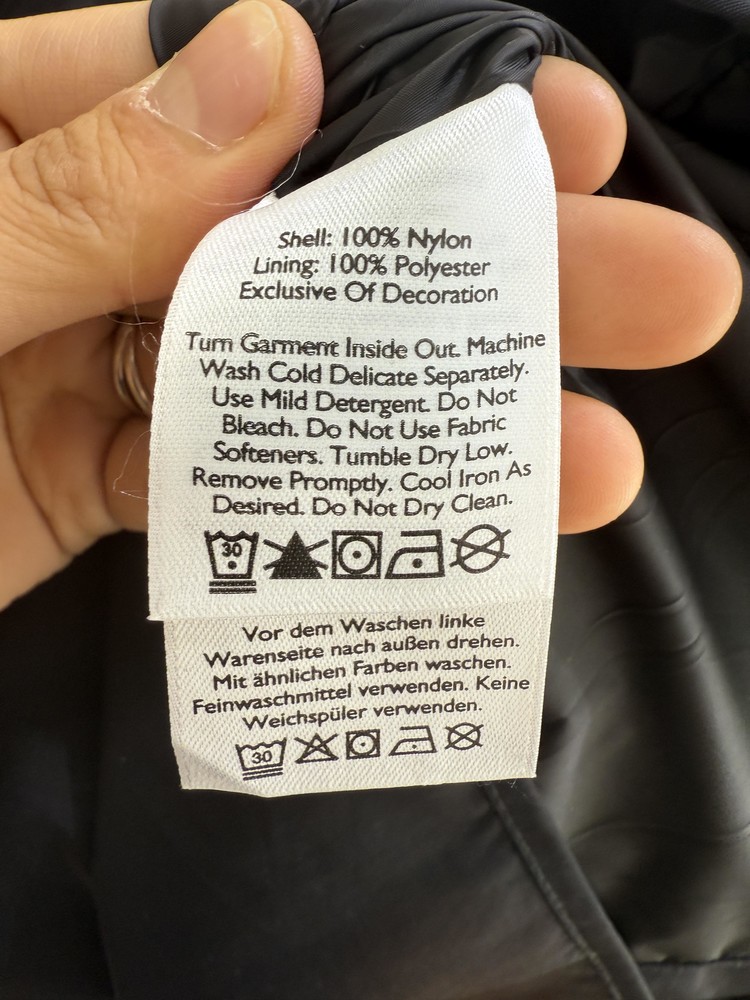 Shell: 100% Nylon
Lining: 100% Polyester
Exclusive Of Decoration
Turn Garment Inside Out. Machine
Wash Cold Delicate Separately.
Use Mild Detergent. Do Not
Bleach. Do Not Use Fabric
Softeners. Tumble Dry Low.
Remove Promptly. Cool Iron As
Desired. Do Not Dry Clean.
30
Vor dem Waschen linke
Warenseite nach außen drehen.
Mit ähnlichen Farben waschen.
Feinwaschmittel verwenden. Keine
Weichspüler verwenden.
30